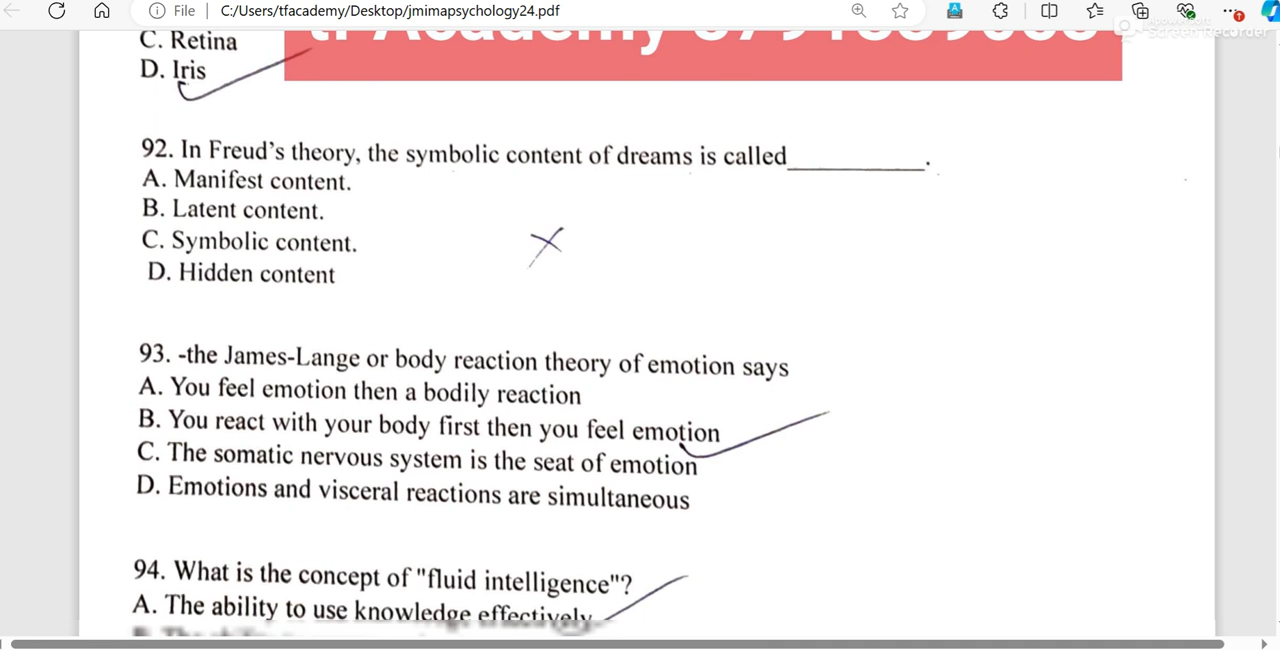 File | C:/Users/tfacademy/Desktop/jmimapsychology24.pdf
Screen Recorder
C. Retina
D. Iris
92. In Freud's theory, the symbolic content of dreams is called__________.
A. Manifest content.
B. Latent content.
C. Symbolic content.
D. Hidden content
93. -the James-Lange or body reaction theory of emotion says
A. You feel emotion then a bodily reaction
B. You react with your body first then you feel emotion
C. The somatic nervous system is the seat of emotion
D. Emotions and visceral reactions are simultaneous
94. What is the concept of "fluid intelligence"?
A. The ability to use knowledge effectively